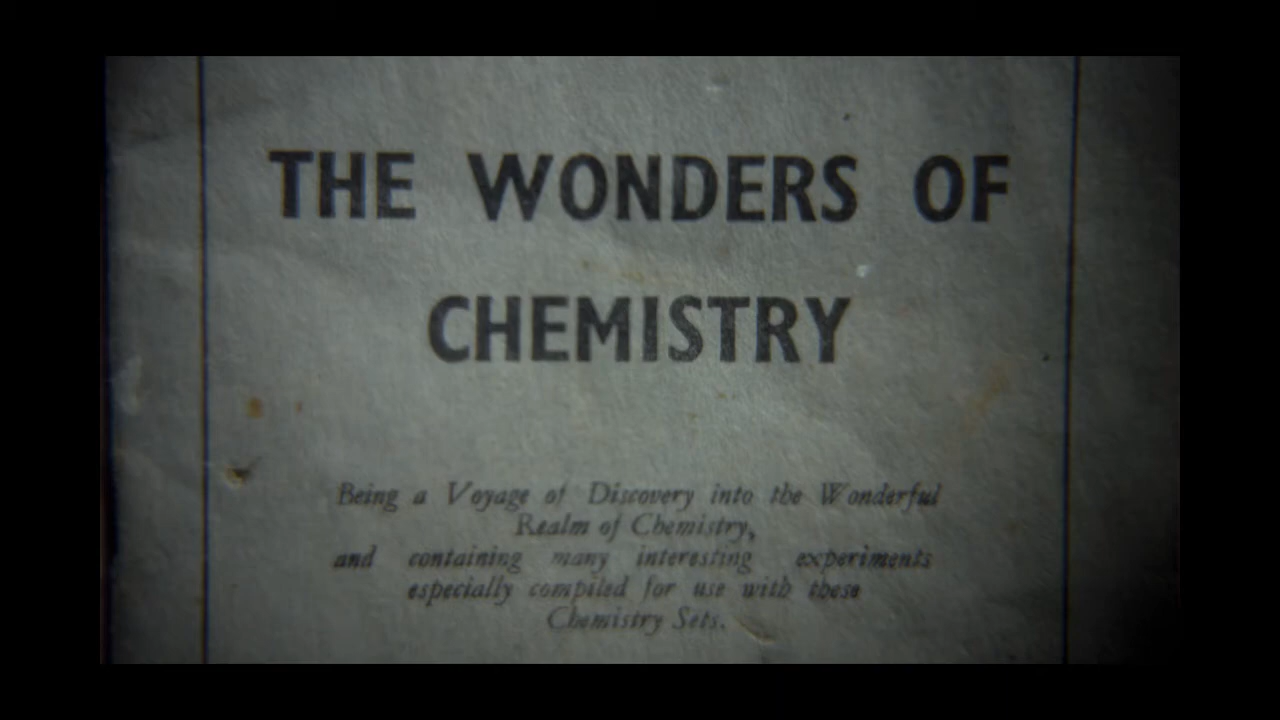 THE WONDERS OF
CHEMISTRY
Being a Voyage of Discovery into the Wonderful
Realm of Chemistry,
and containing many interesting experiments
especially compiled for use with these
Chemistry Sets.